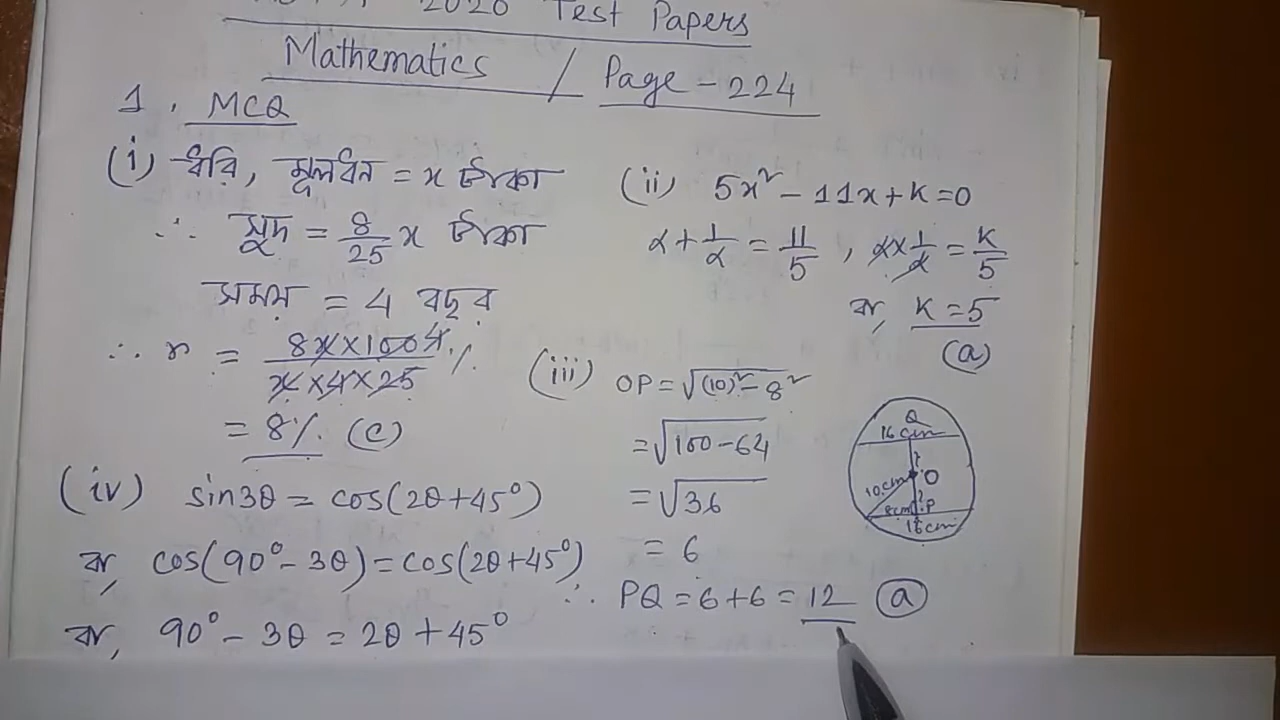 2020 Test Papers
Mathematics / Page - 224
1. MCQ
(i) ধরি, মূলধন = x টাকা
∴ সুদ = 8/25 x টাকা
সময় = 4 বছর
∴ r = 8x×100 4 / x×4×25 %
= 8% (c)
(ii) 5x² - 11x + k = 0
α + 1/α = 11/5 , α×1/α = k/5
বা, k = 5
(a)
(iii) OP = √(10)² - 8²
= √100 - 64
= √36
= 6
∴ PQ = 6 + 6 = 12 (a)
Q
16cm
?
O
10cm
?
8cm P
16cm
(iv) sin3θ = cos(2θ + 45°)
বা, cos(90° - 3θ) = cos(2θ + 45°)
বা, 90° - 3θ = 2θ + 45°